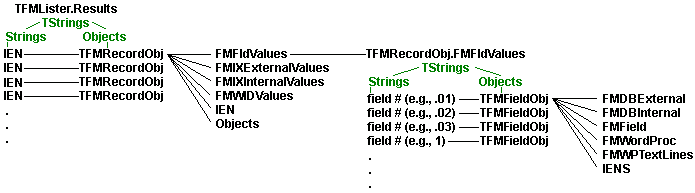 TFMLister.Results
TStrings
Strings Objects
IEN TFMRecordObj FMFldValues TFMRecordObj.FMFldValues
IEN TFMRecordObj FMIXExternalValues TStrings
IEN TFMRecordObj FMIXInternalValues Strings Objects
IEN TFMRecordObj FMWIDValues field # (e.g., .01) TFMFieldObj FMDBExternal
. IEN field # (e.g., .02) TFMFieldObj FMDBInternal
. Objects field # (e.g., .03) TFMFieldObj FMField
. field # (e.g., 1) TFMFieldObj FMWordProc
. FMWPTextLines
. IENS
.